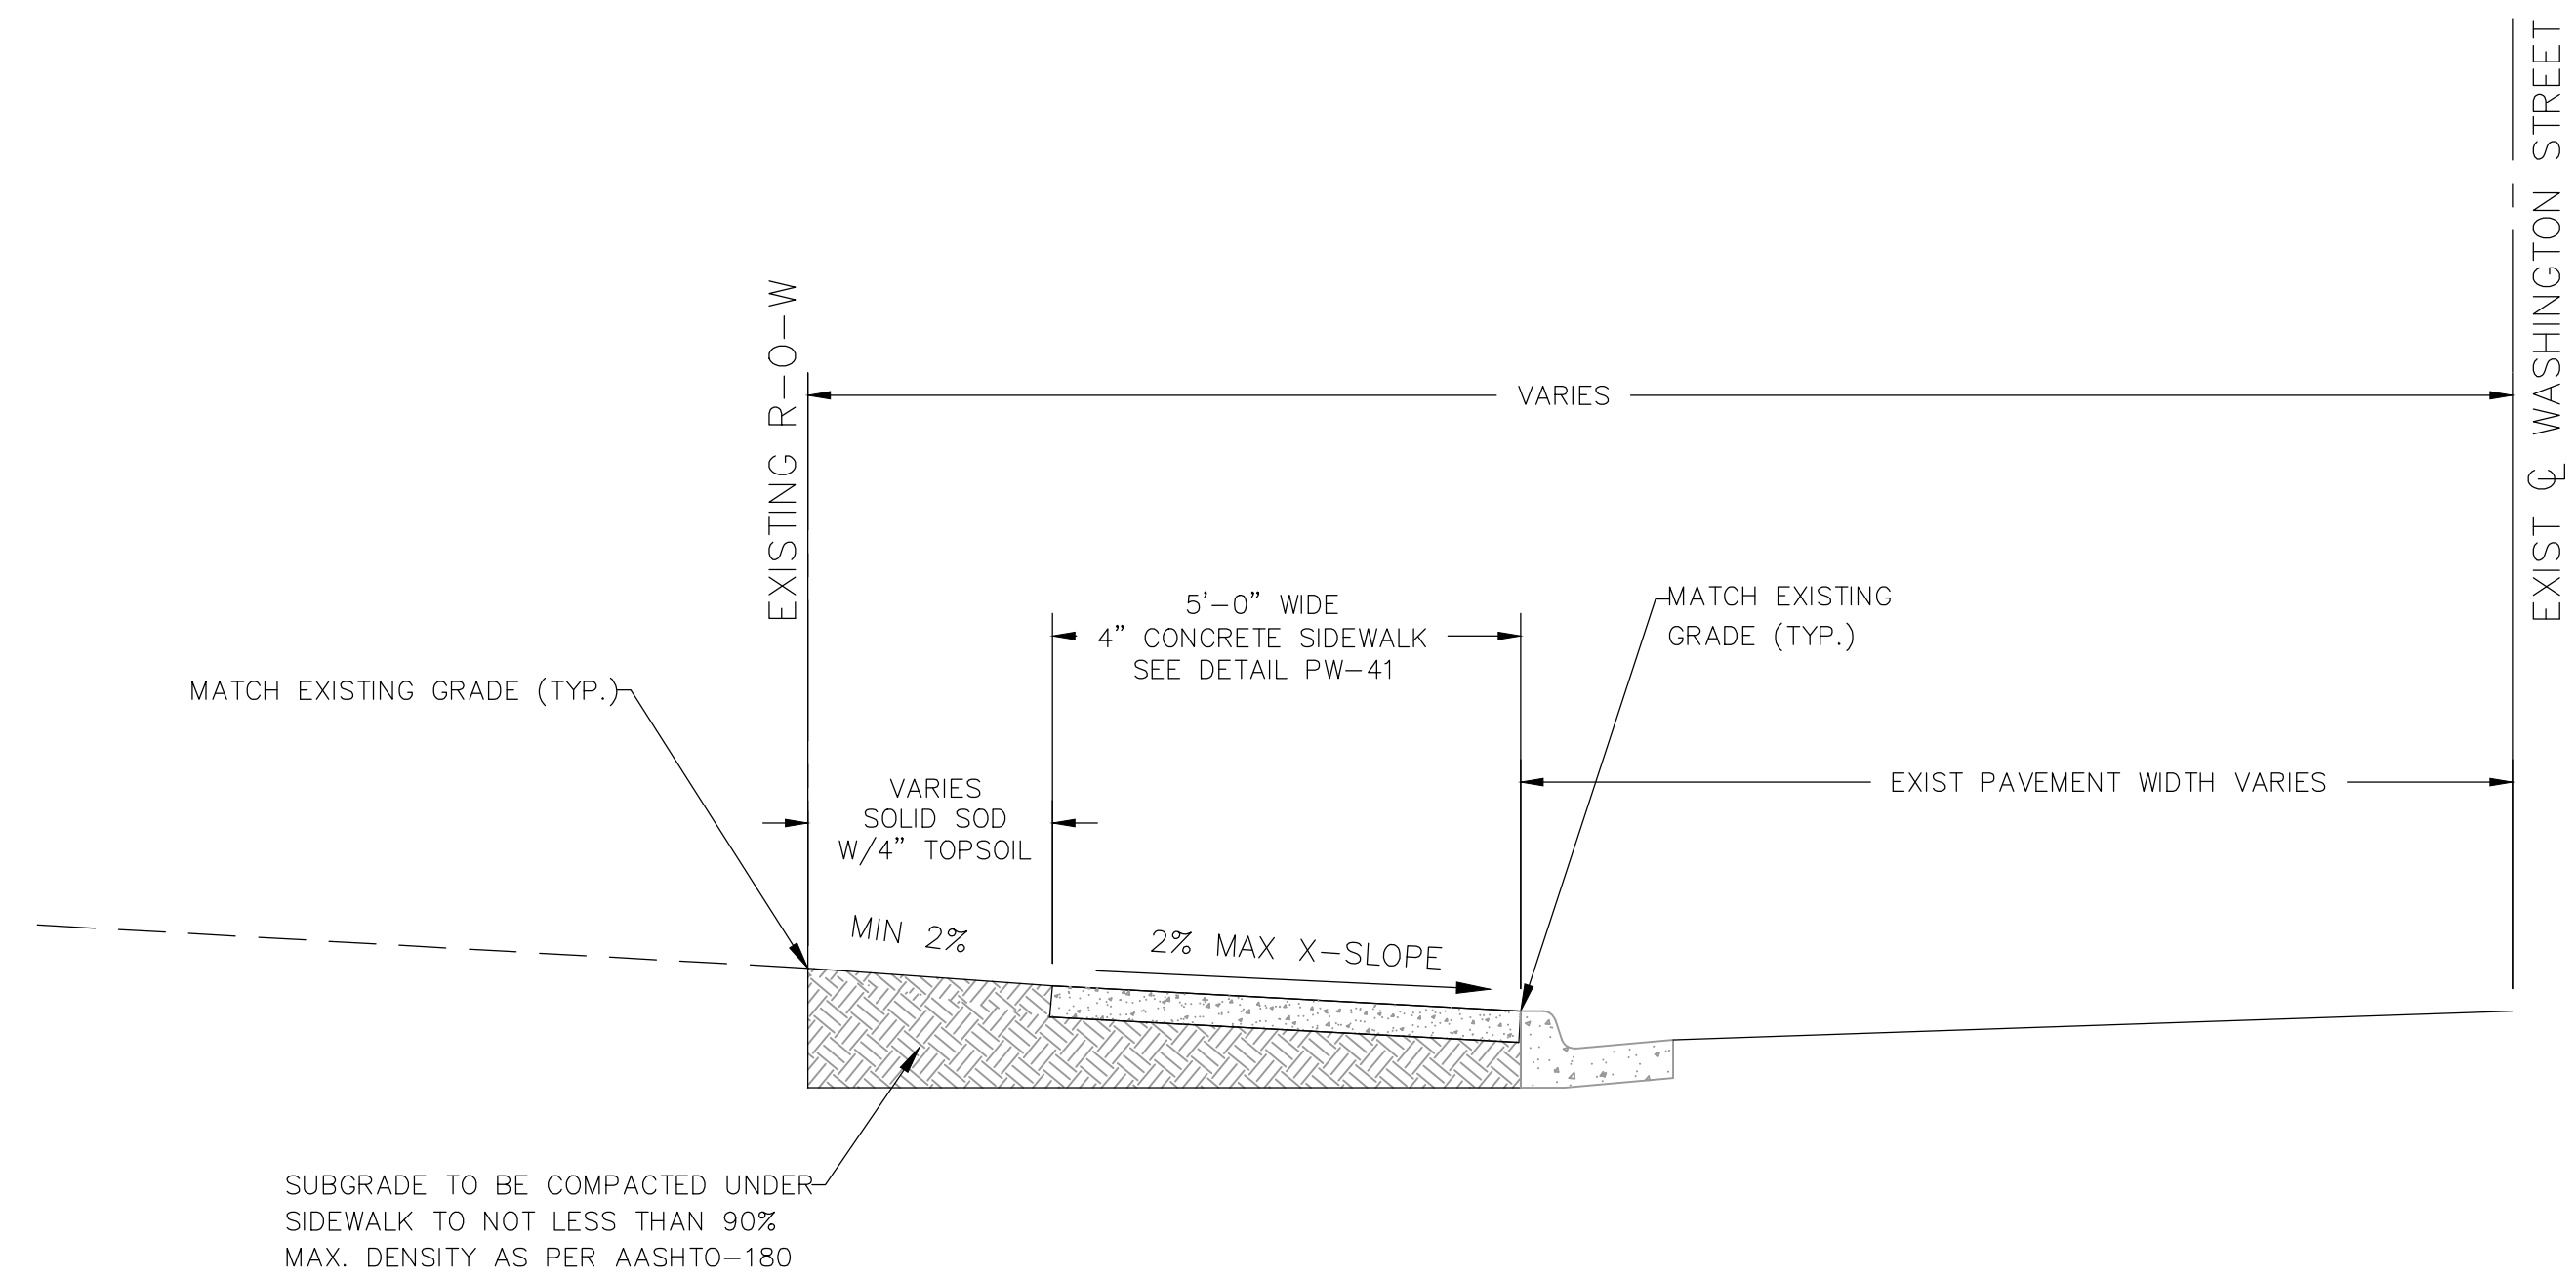 EXIST ℄ WASHINGTON STREET
EXISTING R-O-W
VARIES
5'-0" WIDE
4" CONCRETE SIDEWALK
SEE DETAIL PW-41
MATCH EXISTING
GRADE (TYP.)
MATCH EXISTING GRADE (TYP.)
VARIES
SOLID SOD
W/4" TOPSOIL
EXIST PAVEMENT WIDTH VARIES
MIN 2%
2% MAX X-SLOPE
SUBGRADE TO BE COMPACTED UNDER
SIDEWALK TO NOT LESS THAN 90%
MAX. DENSITY AS PER AASHTO-180